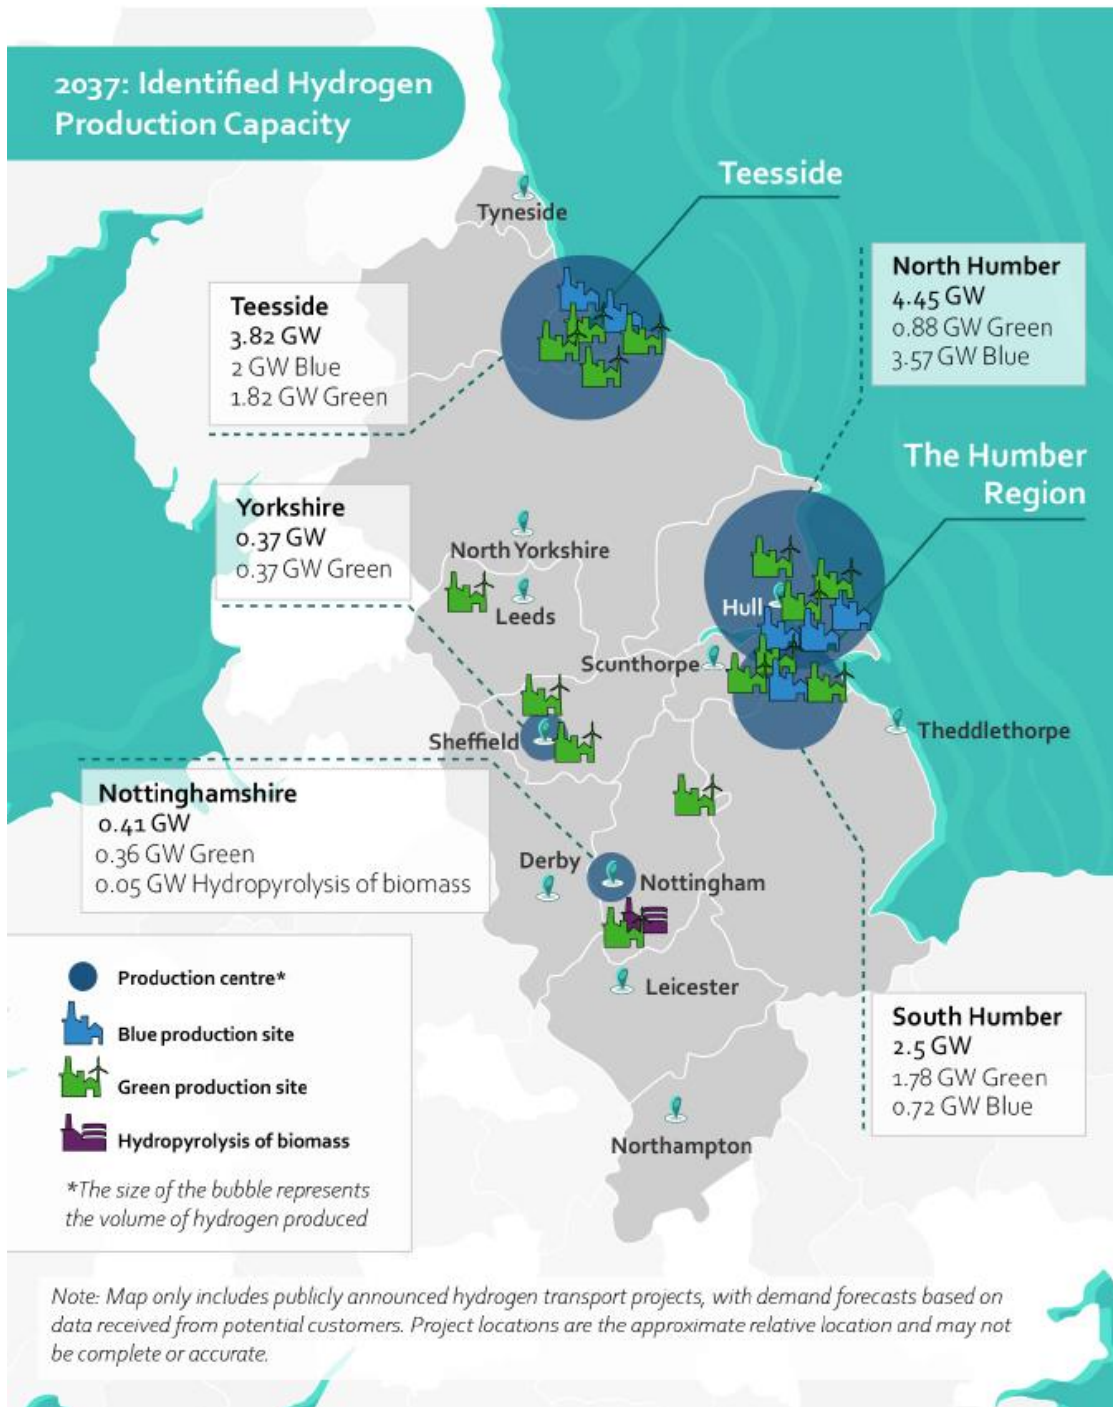 2037: Identified Hydrogen
Production Capacity
Teesside
Tyneside
North Humber
4.45 GW
0.88 GW Green
3.57 GW Blue
Teesside
3.82 GW
2 GW Blue
1.82 GW Green
The Humber
Region
Yorkshire
0.37 GW
0.37 GW Green
North Yorkshire
Leeds
Hull
Scunthorpe
Sheffield
Theddlethorpe
Nottinghamshire
0.41 GW
0.36 GW Green
0.05 GW Hydropyrolysis of biomass
Derby
Nottingham
Leicester
Northampton
South Humber
2.5 GW
1.78 GW Green
0.72 GW Blue
Production centre*
Blue production site
Green production site
Hydropyrolysis of biomass
*The size of the bubble represents
the volume of hydrogen produced
Note: Map only includes publicly announced hydrogen transport projects, with demand forecasts based on
data received from potential customers. Project locations are the approximate relative location and may not
be complete or accurate.